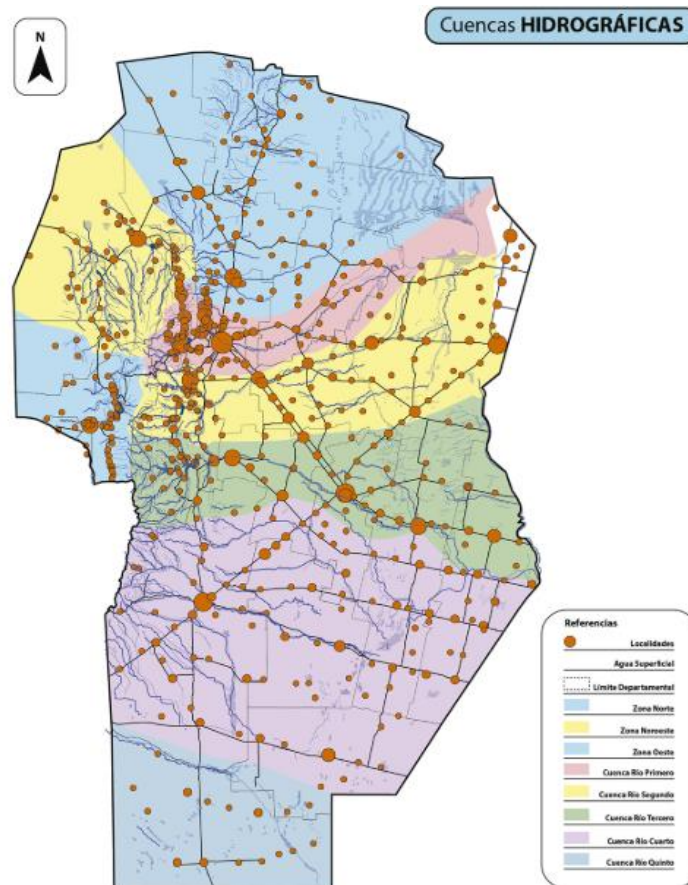 Cuencas HIDROGRÁFICAS
N
Referencias
Localidades
Agua Superficial
Límite Departamental
Zona Norte
Zona Noroeste
Zona Oeste
Cuenca Río Primero
Cuenca Río Segundo
Cuenca Río Tercero
Cuenca Río Cuarto
Cuenca Río Quinto